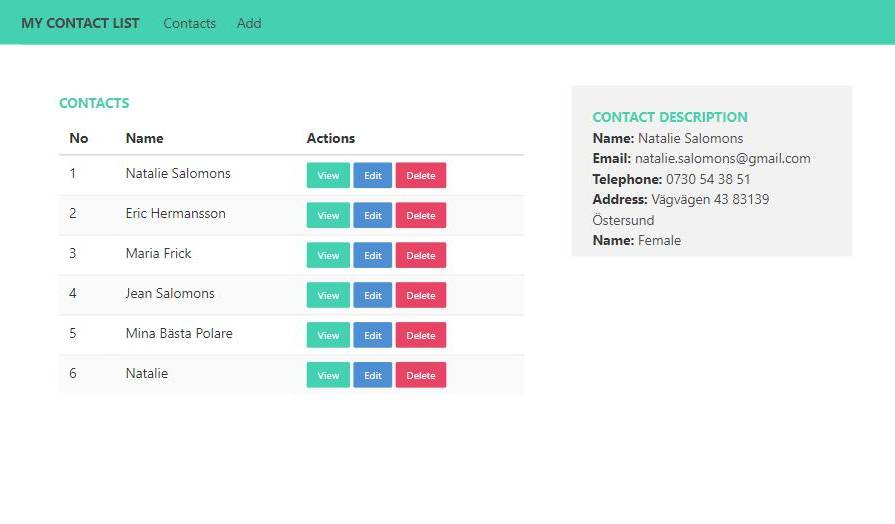 MY CONTACT LIST Contacts Add
CONTACTS
No Name Actions
1 Natalie Salomons View Edit Delete
2 Eric Hermansson View Edit Delete
3 Maria Frick View Edit Delete
4 Jean Salomons View Edit Delete
5 Mina Bästa Polare View Edit Delete
6 Natalie View Edit Delete
CONTACT DESCRIPTION
Name: Natalie Salomons
Email: natalie.salomons@gmail.com
Telephone: 0730 54 38 51
Address: Vägvägen 43 83139
Östersund
Name: Female